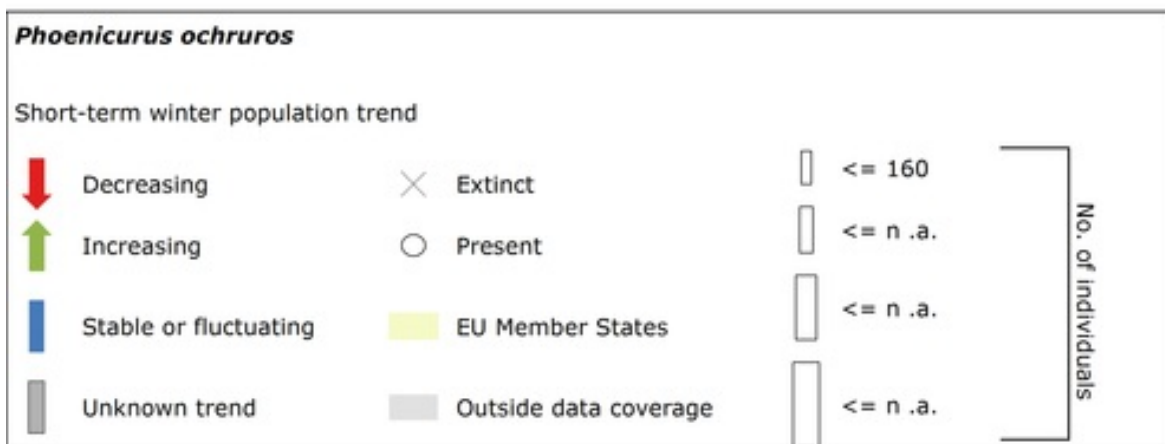 Phoenicurus ochruros
Short-term winter population trend
Decreasing
Extinct
<= 160
Increasing
Present
<= n .a.
Stable or fluctuating
EU Member States
<= n .a.
Unknown trend
Outside data coverage
<= n .a.
No. of individuals